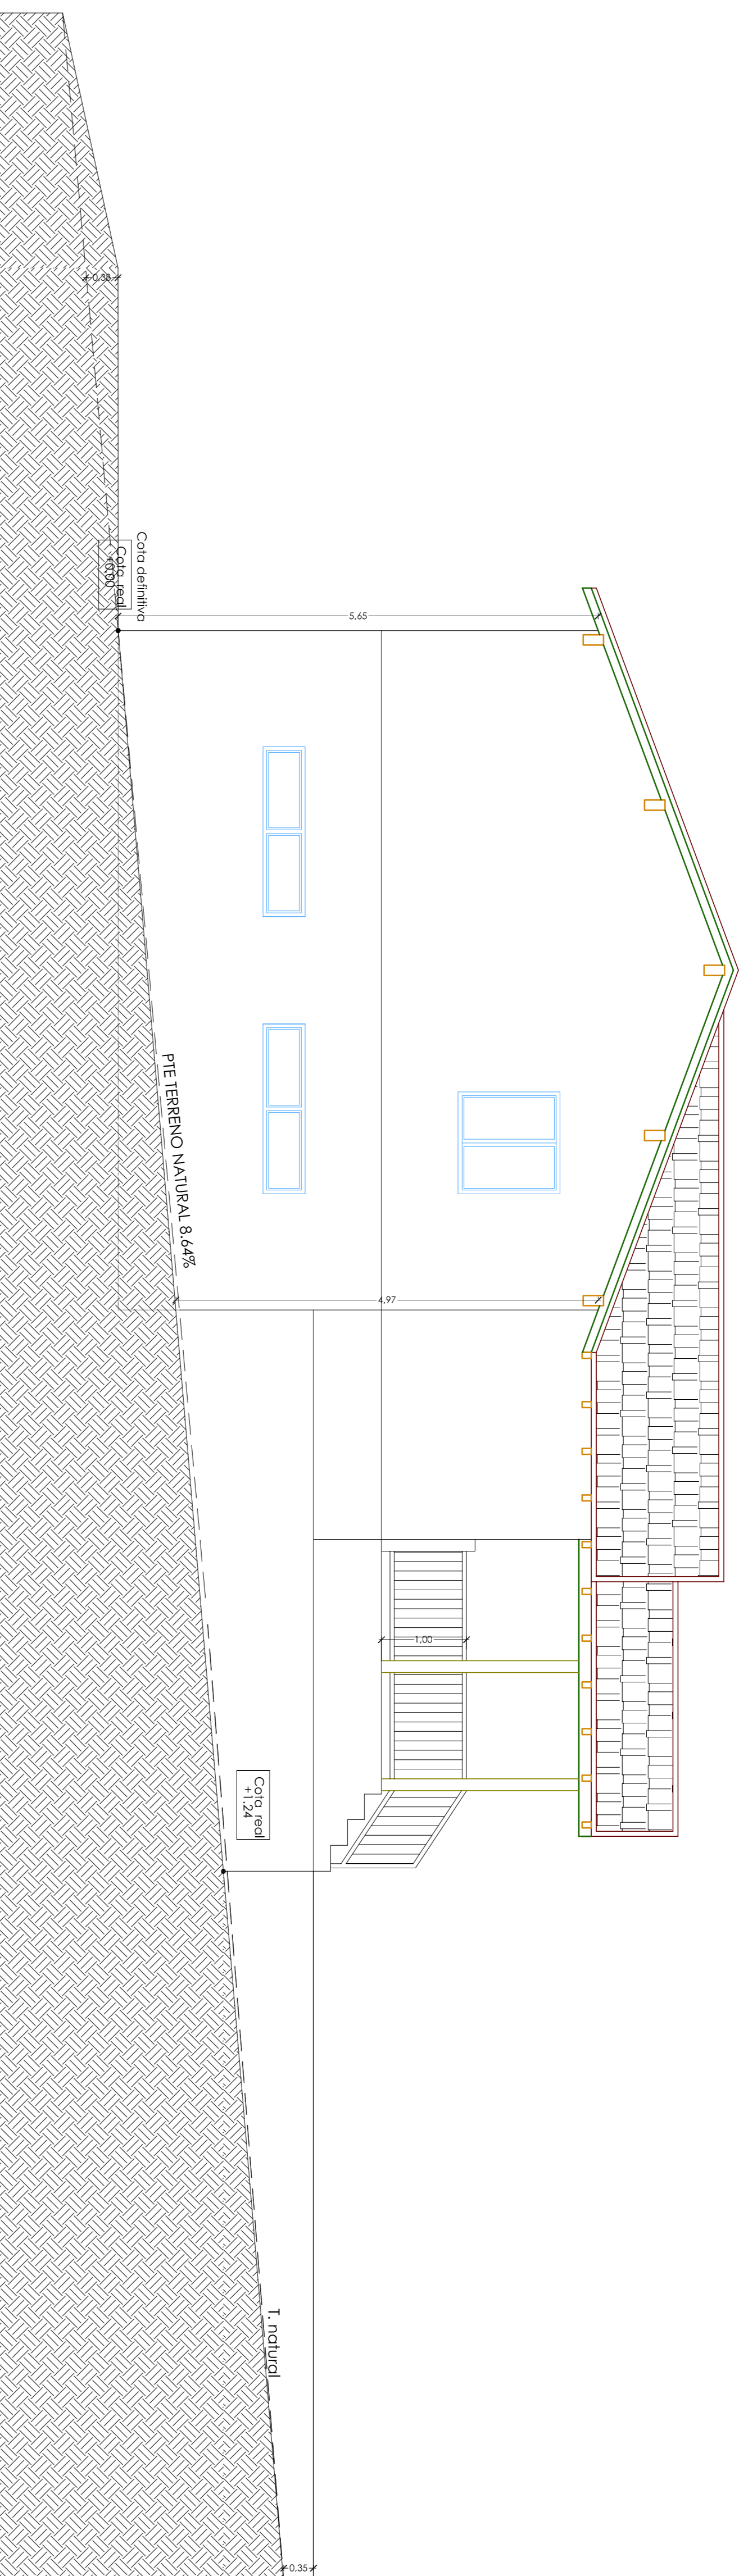 0,38
Cota definitiva
Cota real
+0,00
5,65
PTE TERRENO NATURAL 8.64%
4,97
1,00
Cota real
+1,24
T. natural
0,35